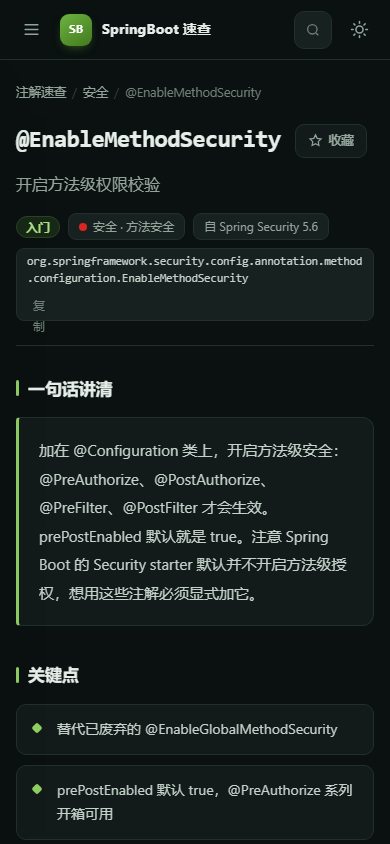 SB SpringBoot 速查
注解速查 / 安全 / @EnableMethodSecurity
@EnableMethodSecurity 收藏
开启方法级权限校验
入门 安全 · 方法安全 自 Spring Security 5.6
org.springframework.security.config.annotation.method
.configuration.EnableMethodSecurity
复
制
一句话讲清
加在 @Configuration 类上，开启方法级安全：
@PreAuthorize、@PostAuthorize、
@PreFilter、@PostFilter 才会生效。
prePostEnabled 默认就是 true。注意 Spring
Boot 的 Security starter 默认并不开启方法级授
权，想用这些注解必须显式加它。
关键点
替代已废弃的 @EnableGlobalMethodSecurity
prePostEnabled 默认 true，@PreAuthorize 系列
开箱可用